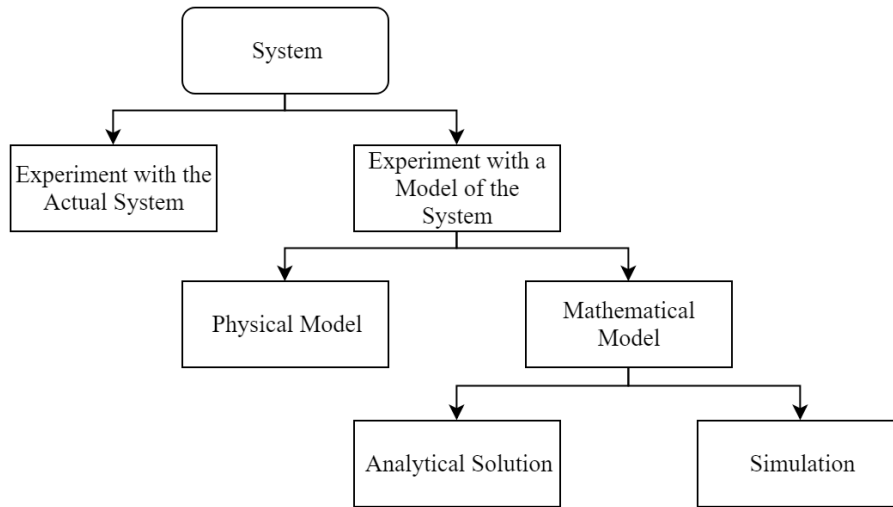 System
Experiment with the
Actual System
Experiment with a
Model of the
System
Physical Model
Mathematical
Model
Analytical Solution
Simulation